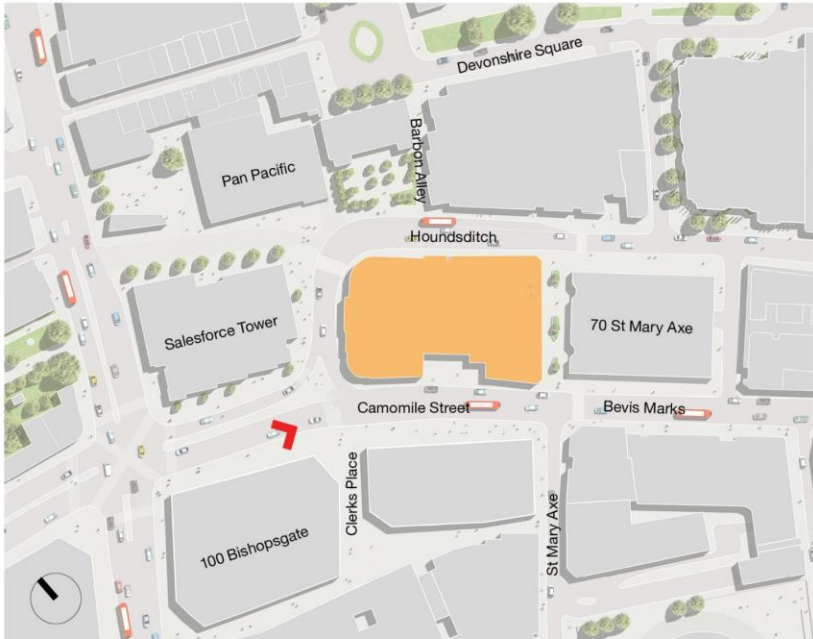 Devonshire Square
Barbon Alley
Pan Pacific
Houndsditch
Salesforce Tower
70 St Mary Axe
Camomile Street
Bevis Marks
Clerks Place
St Mary Axe
100 Bishopsgate